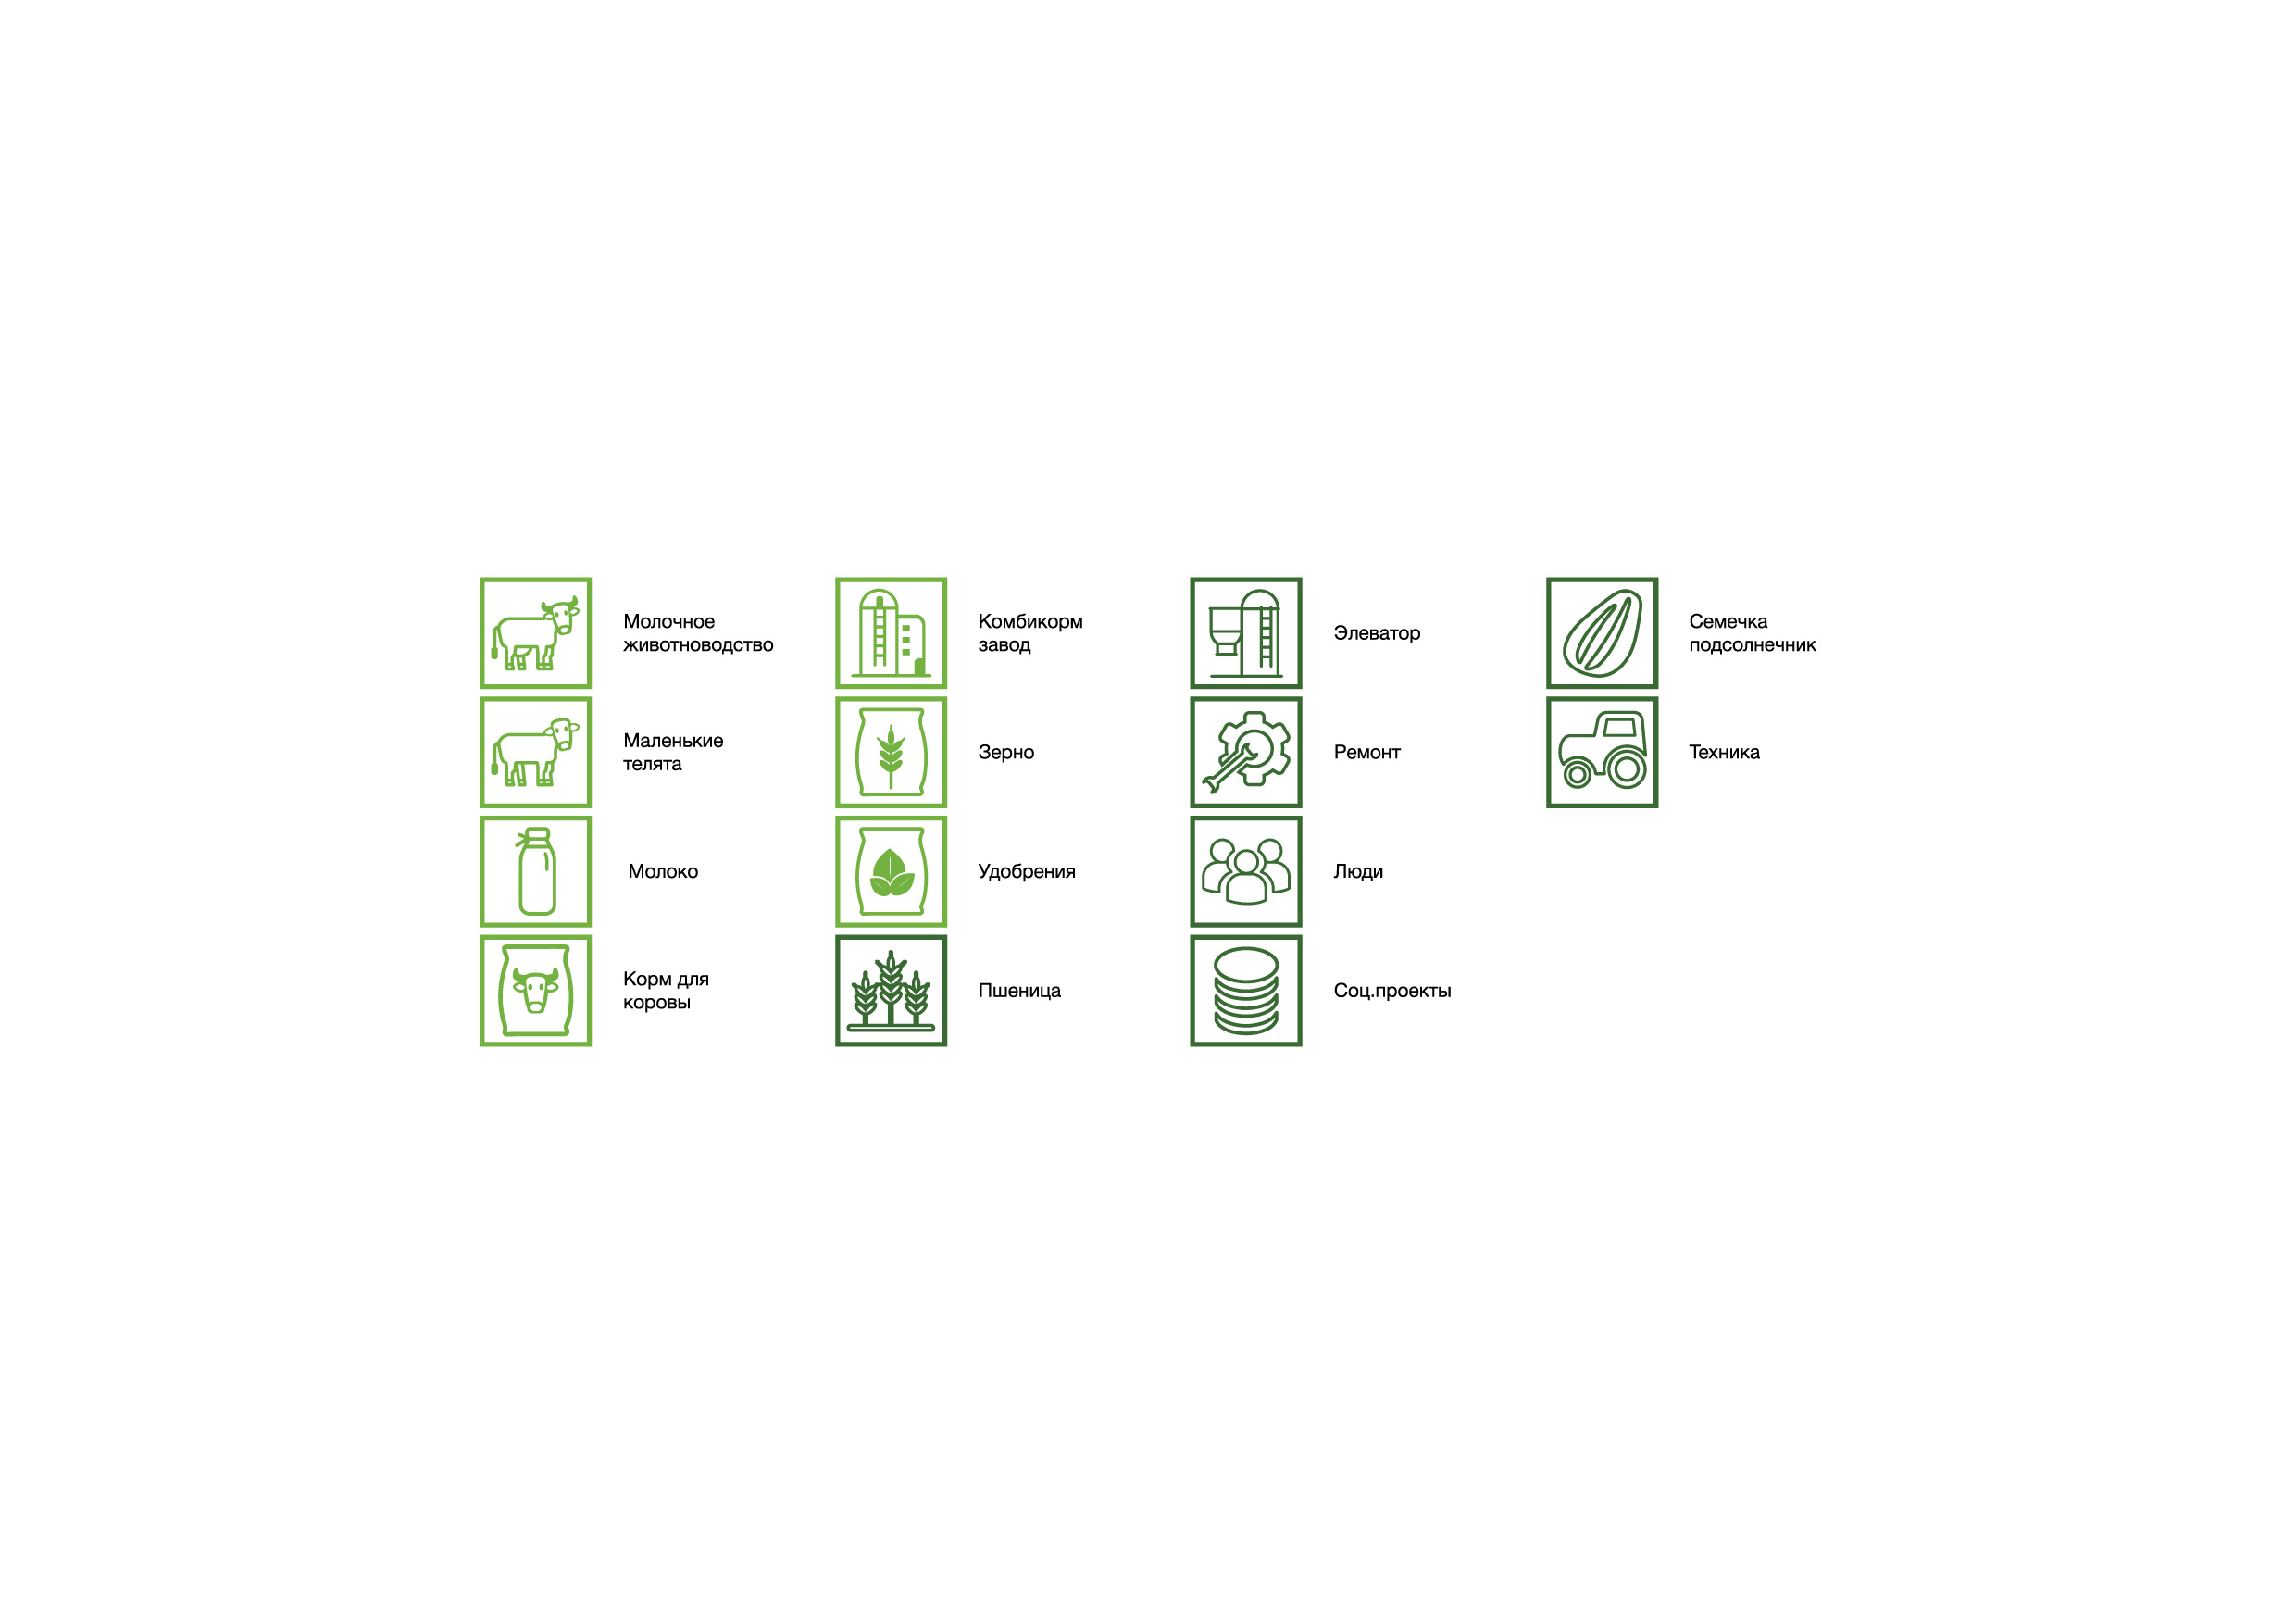 Молочное
животноводство
Маленькие
телята
Молоко
Корм для
коровы
Комбикорм
завод
Зерно
Удобрения
Пшеница
Элеватор
Ремонт
Люди
Соц.проекты
Семечка
подсолнечник
Техника